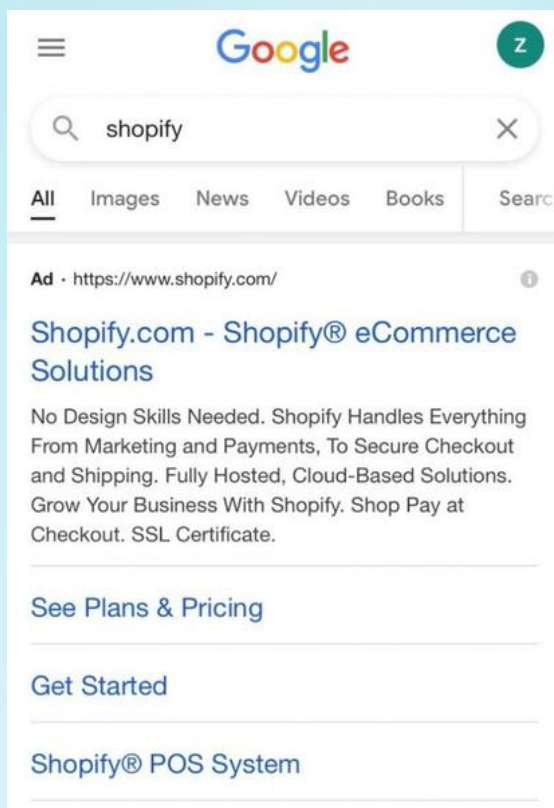 Google
Z
shopify
All Images News Videos Books Searc
Ad · https://www.shopify.com/
Shopify.com - Shopify® eCommerce
Solutions
No Design Skills Needed. Shopify Handles Everything
From Marketing and Payments, To Secure Checkout
and Shipping. Fully Hosted, Cloud-Based Solutions.
Grow Your Business With Shopify. Shop Pay at
Checkout. SSL Certificate.
See Plans & Pricing
Get Started
Shopify® POS System